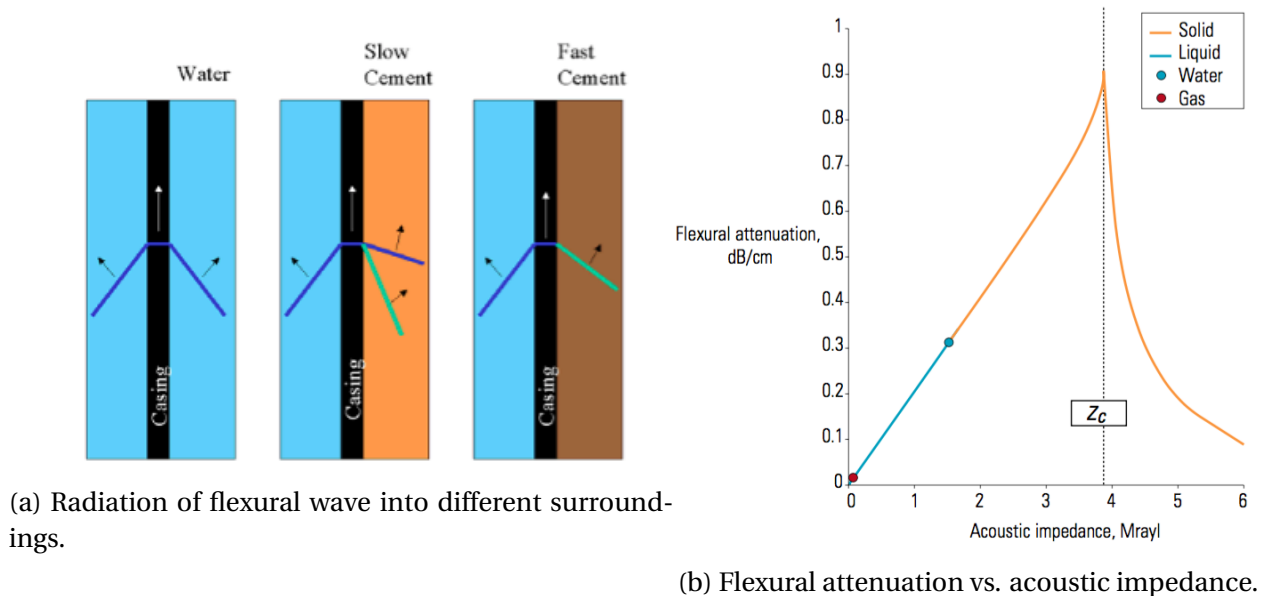 Water
Slow
Cement
Fast
Cement
Casing
Casing
Casing
(a) Radiation of flexural wave into different surround-
ings.
1
0.9
0.8
0.7
0.6
0.5
0.4
0.3
0.2
0.1
0
Flexural attenuation,
dB/cm
Solid
Liquid
Water
Gas
Zc
0 1 2 3 4 5 6
Acoustic impedance, Mrayl
(b) Flexural attenuation vs. acoustic impedance.